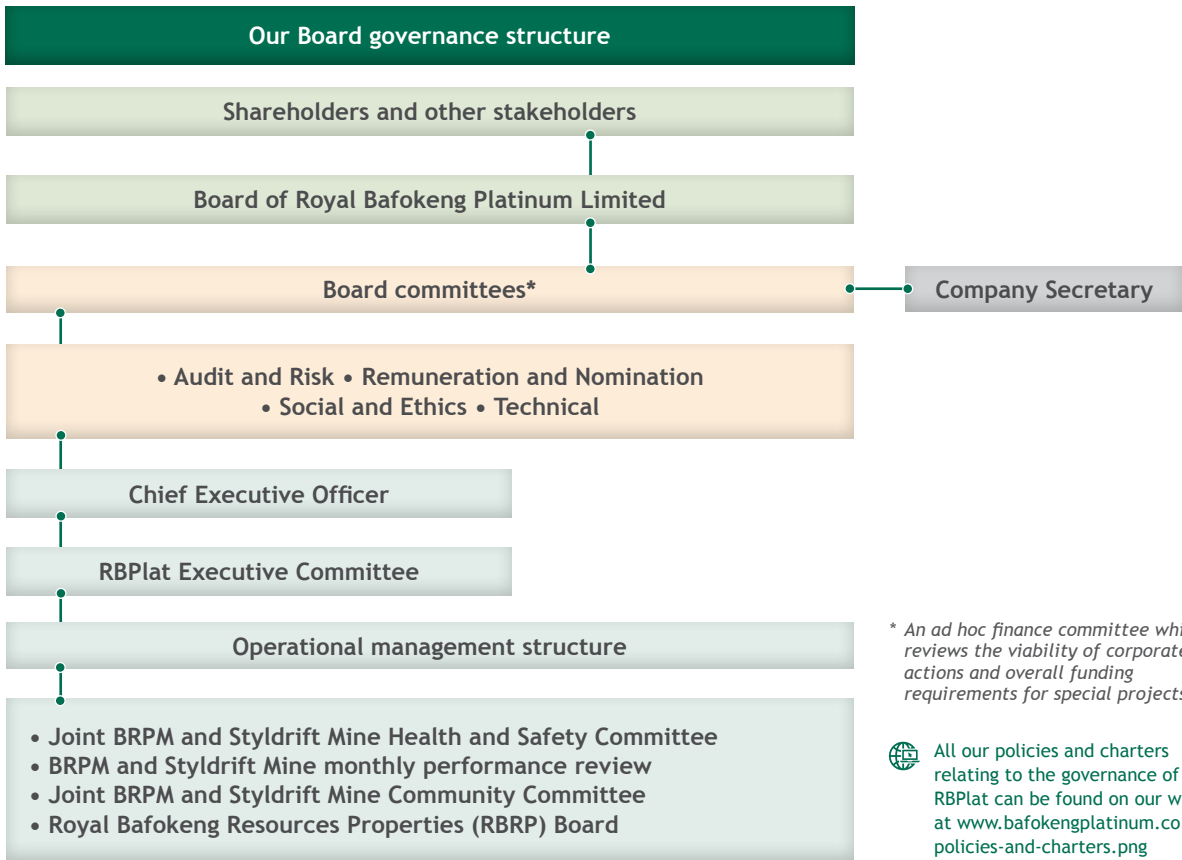 Our Board governance structure
Shareholders and other stakeholders
Board of Royal Bafokeng Platinum Limited
Board committees*
Company Secretary
• Audit and Risk • Remuneration and Nomination
• Social and Ethics • Technical
Chief Executive Officer
RBPlat Executive Committee
Operational management structure
• Joint BRPM and Styldrift Mine Health and Safety Committee
• BRPM and Styldrift Mine monthly performance review
• Joint BRPM and Styldrift Mine Community Committee
• Royal Bafokeng Resources Properties (RBRP) Board
* An ad hoc finance committee
reviews the viability of corporate
actions and overall funding
requirements for special projects
All our policies and charters
relating to the governance of
RBPlat can be found on our
at www.bafokengplatinum.co
policies-and-charters.png